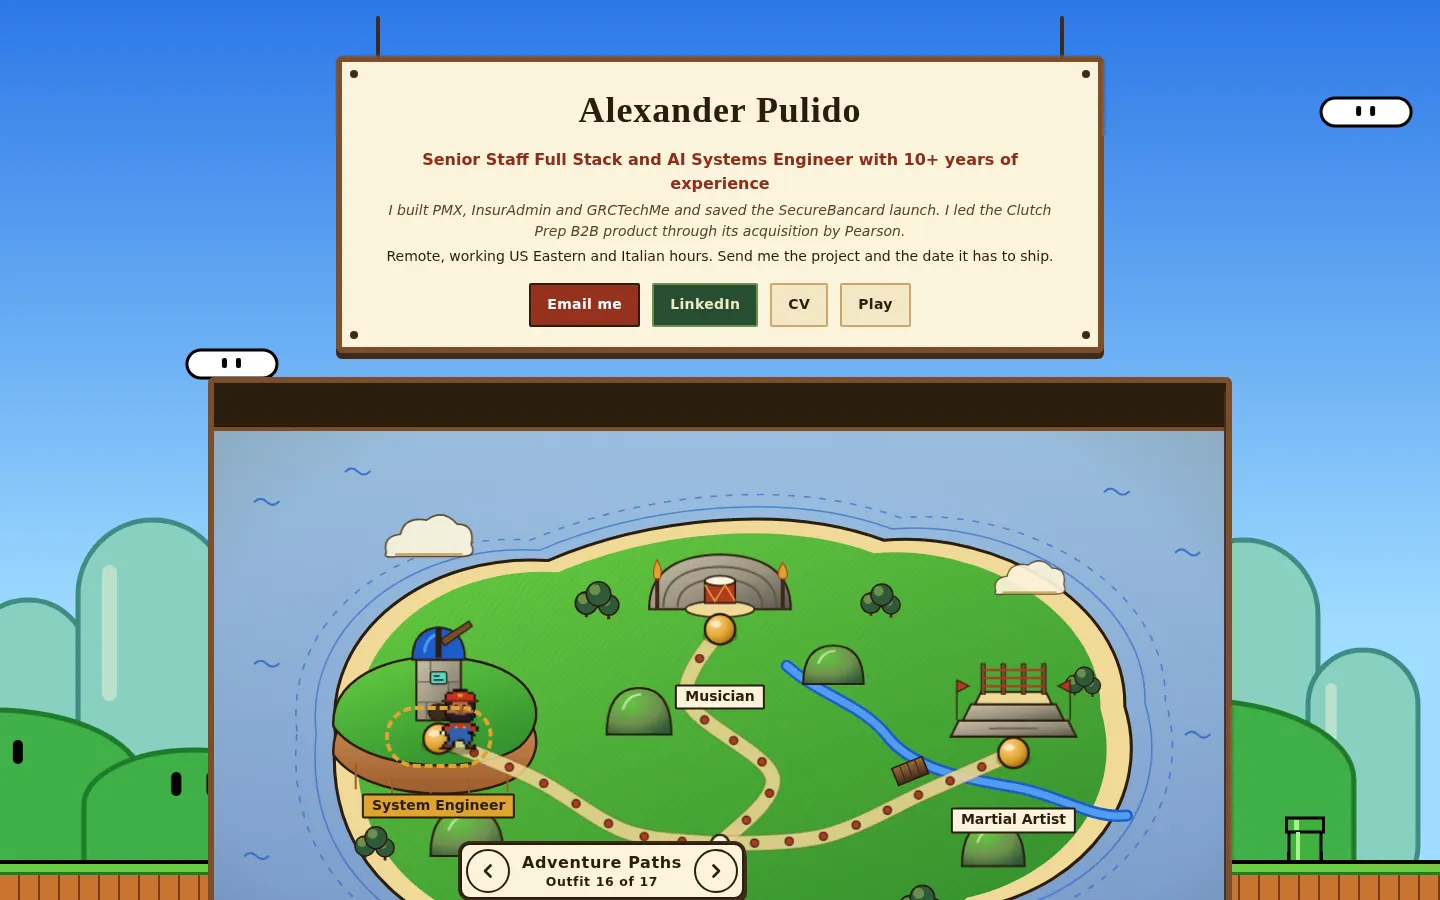 Alexander Pulido
Senior Staff Full Stack and AI Systems Engineer with 10+ years of
experience
I built PMX, InsurAdmin and GRCTechMe and saved the SecureBancard launch. I led the Clutch
Prep B2B product through its acquisition by Pearson.
Remote, working US Eastern and Italian hours. Send me the project and the date it has to ship.
Email me
LinkedIn
CV
Play
Musician
System Engineer
Martial Artist
Adventure Paths
Outfit 16 of 17